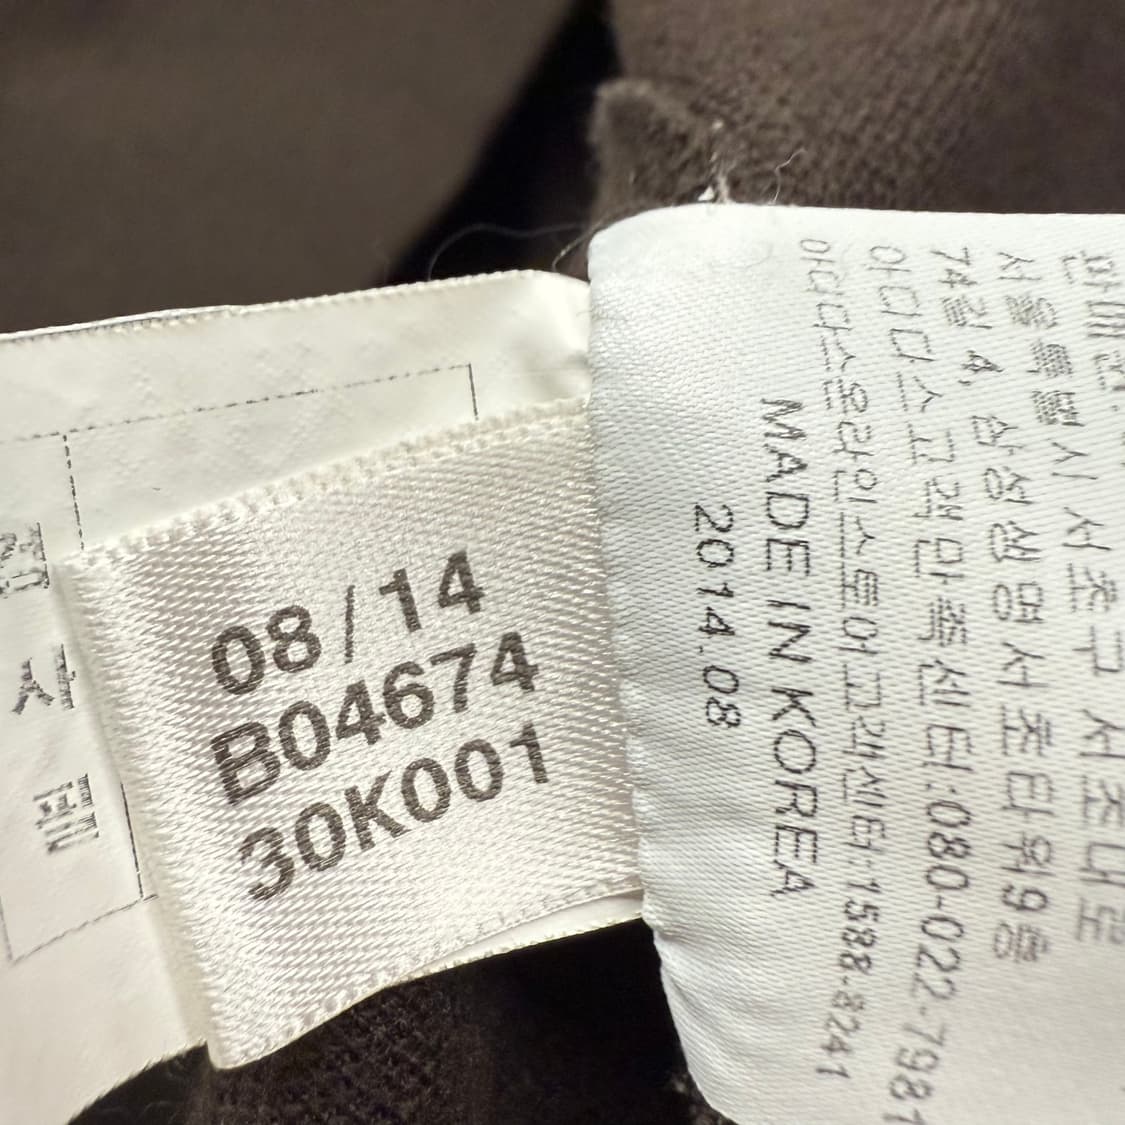 08/14
B04674
30K001
판매원:
서울특별시 서초구 서초대로
74길 4, 삼성생명서초타워9층
아디다스고객만족센터:080-022-7981
아디다스온라인스토어고객센터:1588-8241
MADE IN KOREA
2014.08